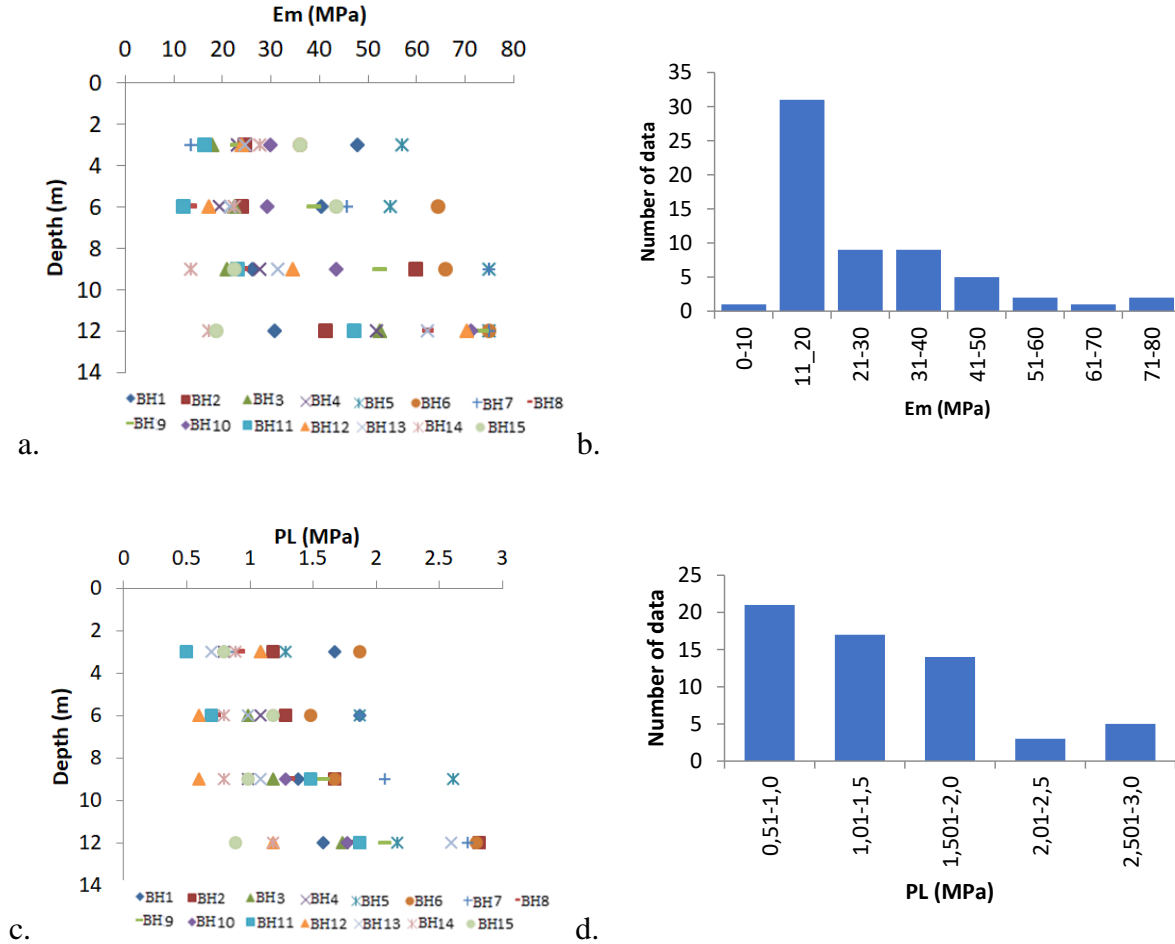 Em (MPa)
0 10 20 30 40 50 60 70 80
0
2
4
6
8
10
12
14
Depth (m)
BH1 BH2 BH3 BH4 BH5 BH6 BH7 BH8
BH9 BH10 BH11 BH12 BH13 BH14 BH15
a.
35
30
25
20
15
10
5
0
Number of data
0-10 11_20 21-30 31-40 41-50 51-60 61-70 71-80
Em (MPa)
b.
PL (MPa)
0 0.5 1 1.5 2 2.5 3
0
2
4
6
8
10
12
14
Depth (m)
BH1 BH2 BH3 BH4 BH5 BH6 BH7 BH8
BH9 BH10 BH11 BH12 BH13 BH14 BH15
c.
25
20
15
10
5
0
Number of data
0,51-1,0 1,01-1,5 1,501-2,0 2,01-2,5 2,501-3,0
PL (MPa)
d.